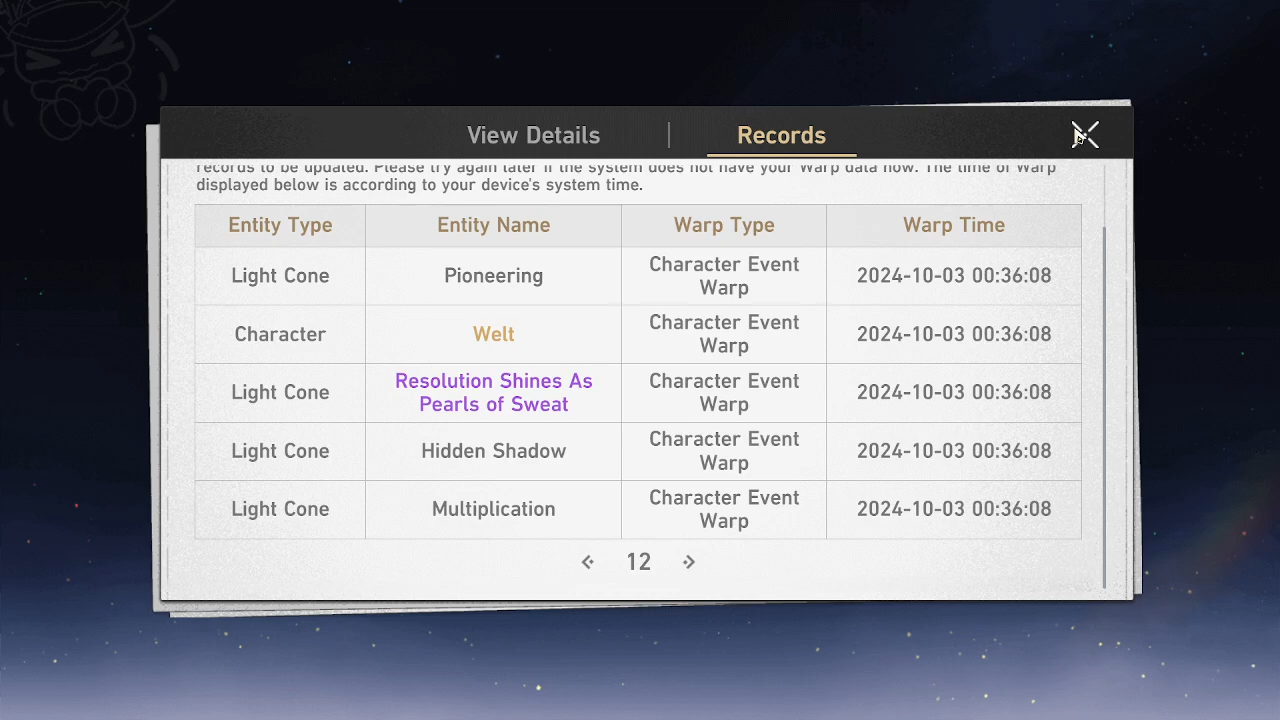 View Details | Records
records to be updated. Please try again later if the system does not have your Warp data now. The time of Warp
displayed below is according to your device's system time.
Entity Type Entity Name Warp Type Warp Time
Light Cone Pioneering Character Event Warp 2024-10-03 00:36:08
Character Welt Character Event Warp 2024-10-03 00:36:08
Light Cone Resolution Shines As Pearls of Sweat Character Event Warp 2024-10-03 00:36:08
Light Cone Hidden Shadow Character Event Warp 2024-10-03 00:36:08
Light Cone Multiplication Character Event Warp 2024-10-03 00:36:08
12